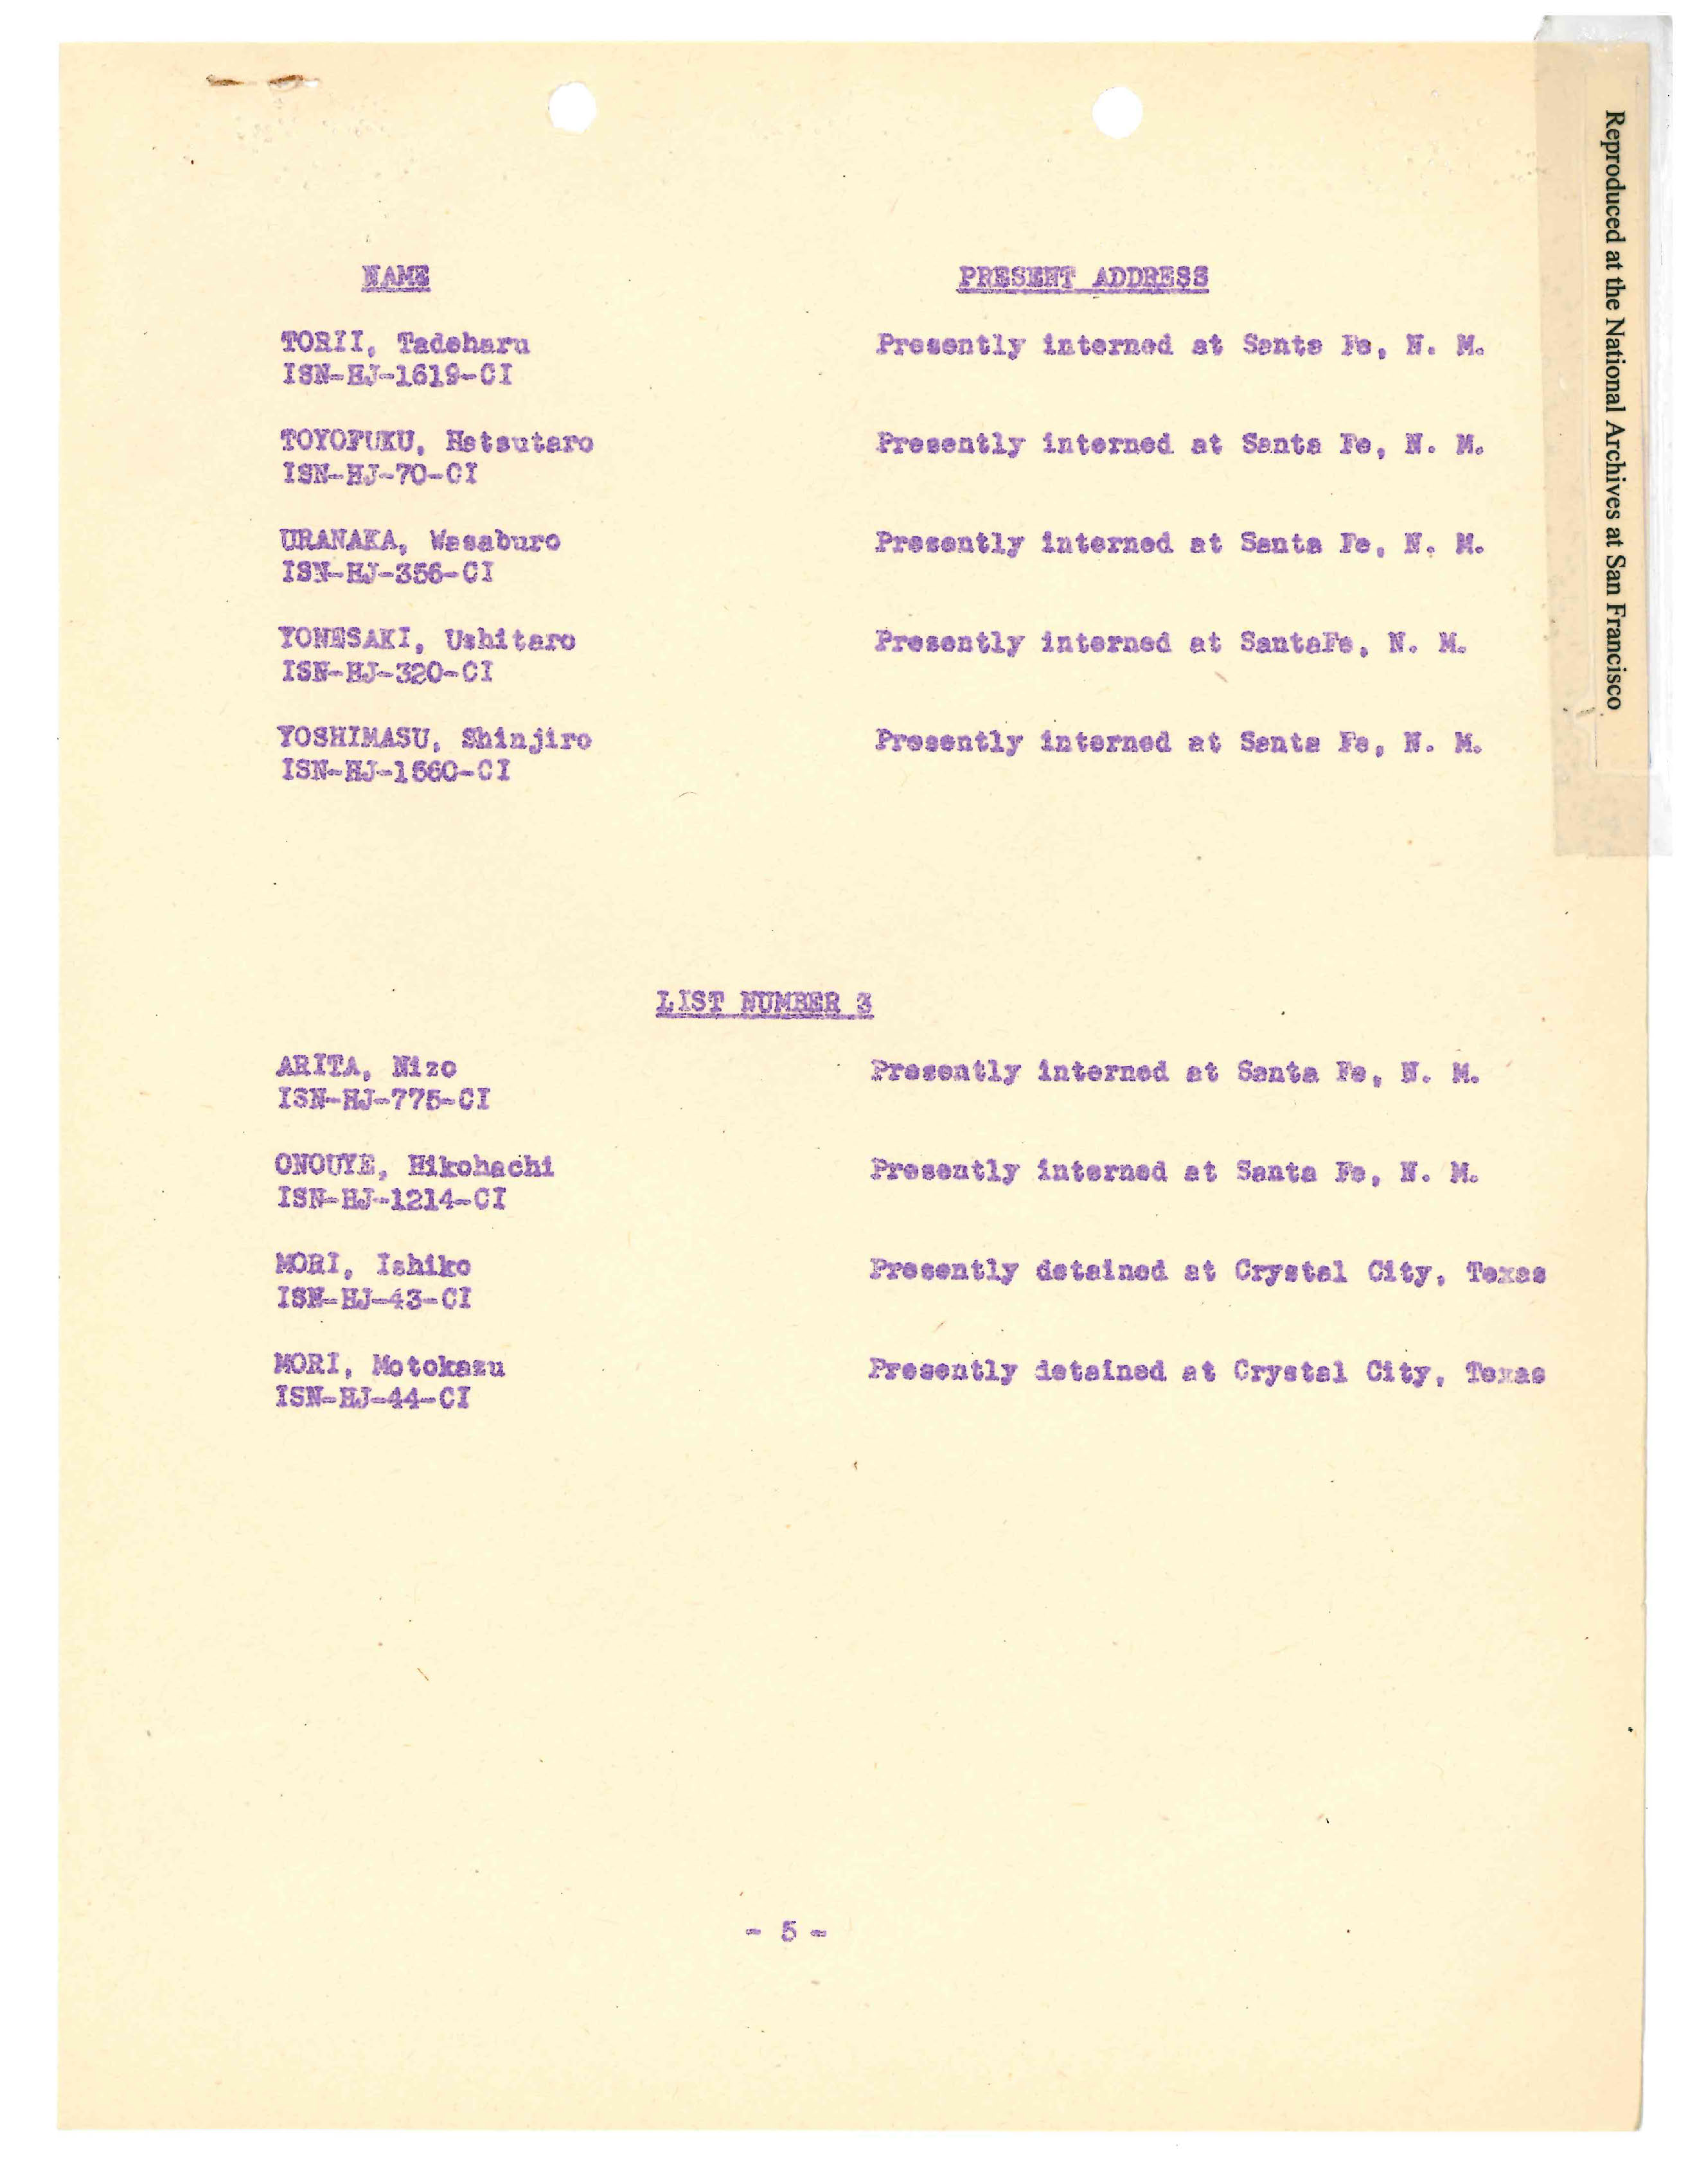 NAME PRESENT ADDRESS
TORII, Tadaharu Presently interned at Santa Fe, N. M.
ISN-HJ-1619-CI
TOYOFUKU, Hatsutaro Presently interned at Santa Fe, N. M.
ISN-HJ-70-CI
URANAKA, Wasaburo Presently interned at Santa Fe, N. M.
ISN-HJ-356-CI
YONESAKI, Ushitaro Presently interned at SantaFe, N. M.
ISN-HJ-320-CI
YOSHIMASU, Shinjiro Presently interned at Santa Fe, N. M.
ISN-HJ-1560-CI
LIST NUMBER 3
ARITA, Nizo Presently interned at Santa Fe, N. M.
ISN-HJ-775-CI
ONOUYE, Hikohachi Presently interned at Santa Fe, N. M.
ISN-HJ-1214-CI
MORI, Ishiko Presently detained at Crystal City, Texas
ISN-HJ-43-CI
MORI, Motokazu Presently detained at Crystal City, Texas
ISN-HJ-44-CI
- 5 -
Reproduced at the National Archives at San Francisco